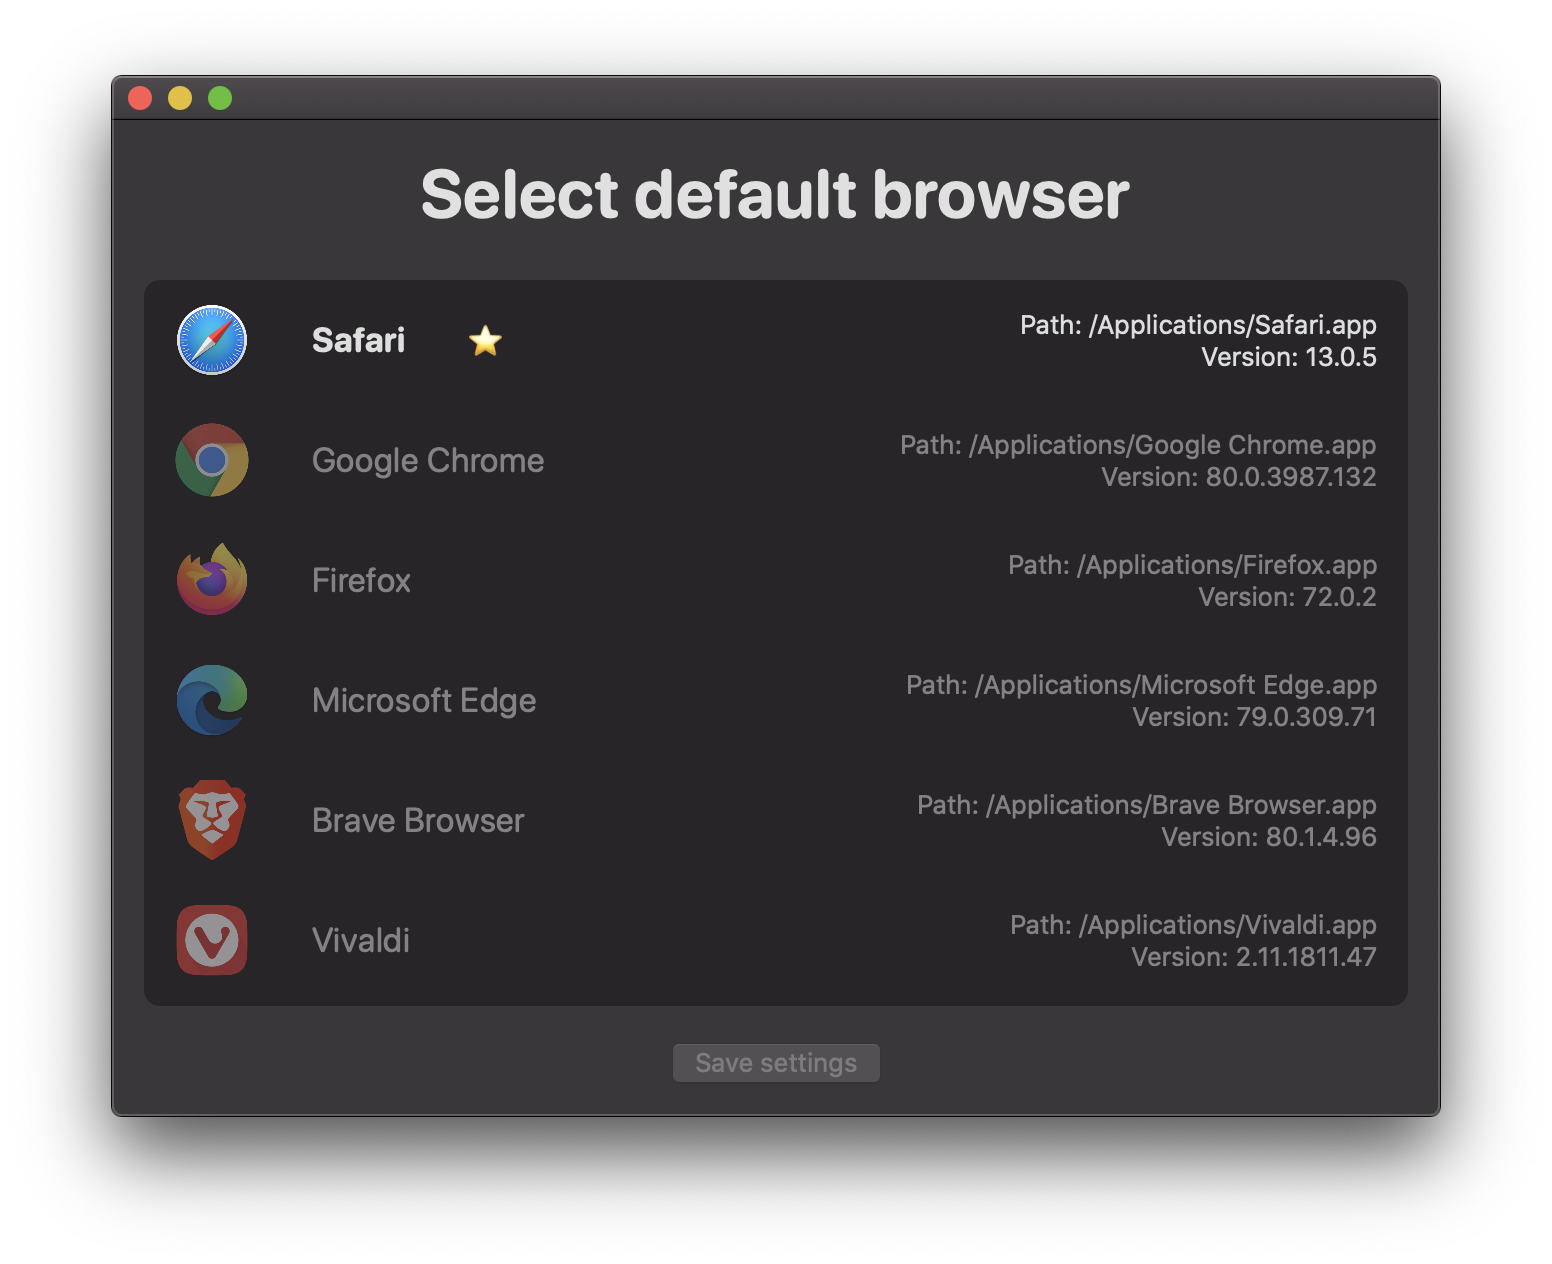 Select default browser
Safari
Path: /Applications/Safari.app
Version: 13.0.5
Google Chrome
Path: /Applications/Google Chrome.app
Version: 80.0.3987.132
Firefox
Path: /Applications/Firefox.app
Version: 72.0.2
Microsoft Edge
Path: /Applications/Microsoft Edge.app
Version: 79.0.309.71
Brave Browser
Path: /Applications/Brave Browser.app
Version: 80.1.4.96
Vivaldi
Path: /Applications/Vivaldi.app
Version: 2.11.1811.47
Save settings